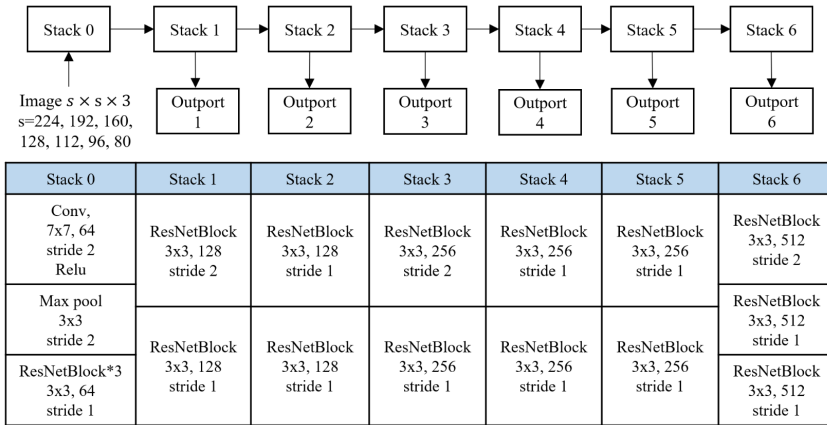 Stack 0
Stack 1
Stack 2
Stack 3
Stack 4
Stack 5
Stack 6
Image s × s × 3
s=224, 192, 160,
128, 112, 96, 80
Outport
1
Outport
2
Outport
3
Outport
4
Outport
5
Outport
6
Stack 0
Stack 1
Stack 2
Stack 3
Stack 4
Stack 5
Stack 6
Conv,
7x7, 64
stride 2
Relu
Max pool
3x3
stride 2
ResNetBlock*3
3x3, 64
stride 1
ResNetBlock
3x3, 128
stride 2
ResNetBlock
3x3, 128
stride 1
ResNetBlock
3x3, 128
stride 1
ResNetBlock
3x3, 128
stride 1
ResNetBlock
3x3, 256
stride 2
ResNetBlock
3x3, 256
stride 1
ResNetBlock
3x3, 256
stride 1
ResNetBlock
3x3, 256
stride 1
ResNetBlock
3x3, 256
stride 1
ResNetBlock
3x3, 256
stride 1
ResNetBlock
3x3, 512
stride 2
ResNetBlock
3x3, 512
stride 1
ResNetBlock
3x3, 512
stride 1